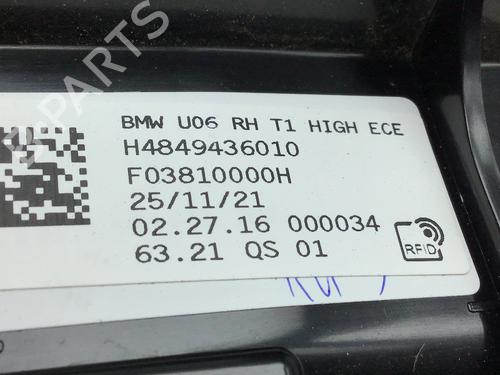 PARTS
BMW U06 RH T1 HIGH ECE
H4849436010
F03810000H
25/11/21
02.27.16 000034
63.21 QS 01
RFID